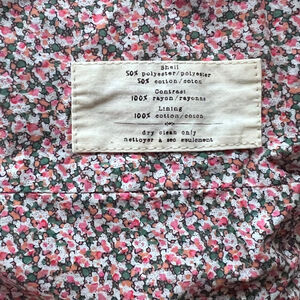 Shell
50% polyester/polyester
50% cotton/coton
Contrast
100% rayon/rayonne
Lining
100% cotton/coton
dry clean only
nettoyer a sec seulement